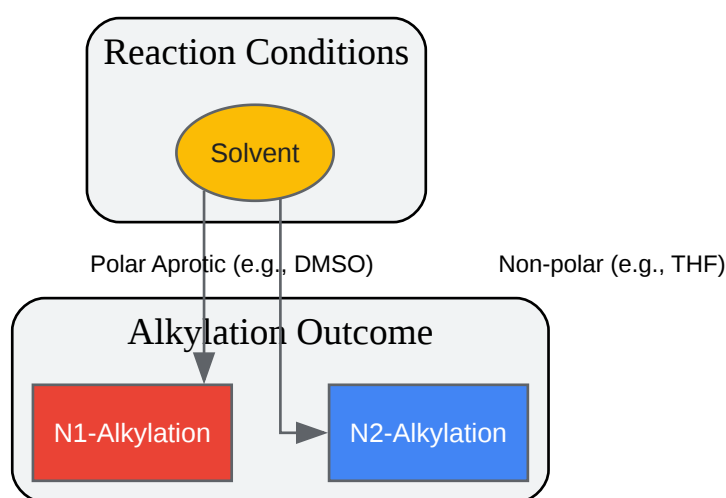 Reaction Conditions
Solvent
Polar Aprotic (e.g., DMSO)
Non-polar (e.g., THF)
Alkylation Outcome
N1-Alkylation
N2-Alkylation